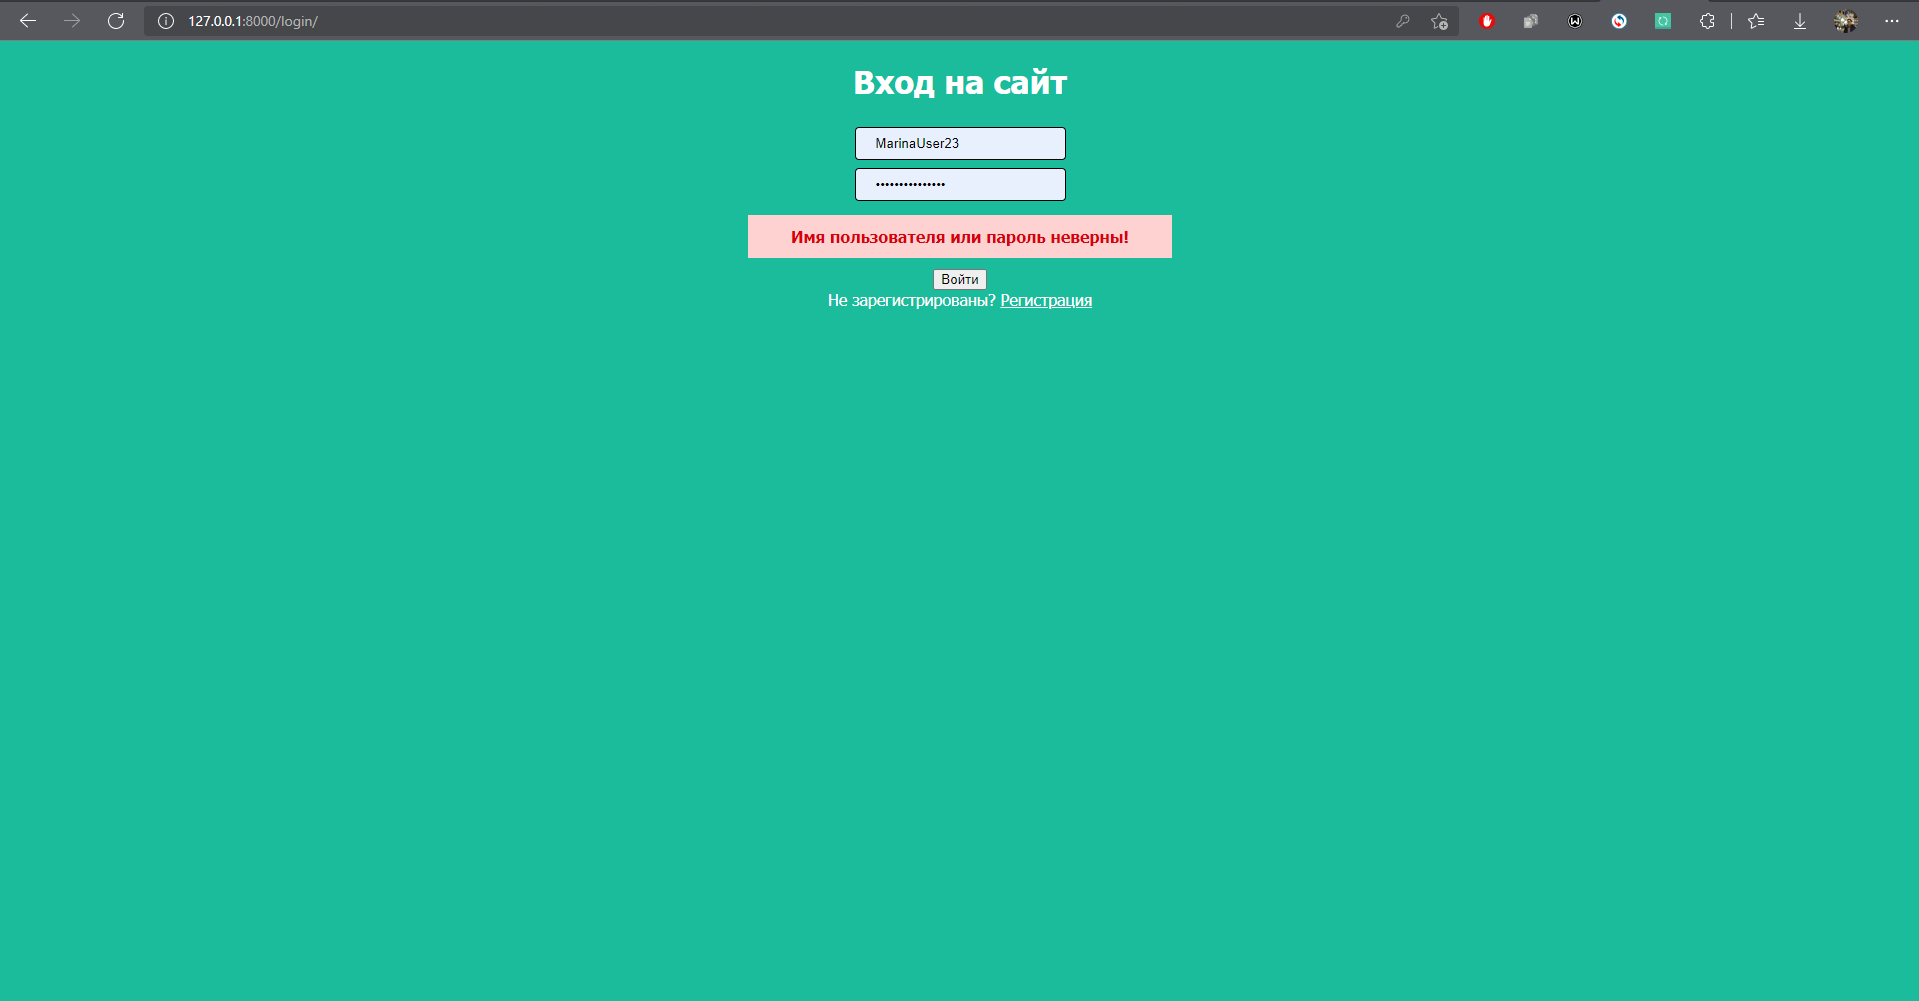 127.0.0.1:8000/login/
Вход на сайт
MarinaUser23
•••••••••••••••
Имя пользователя или пароль неверны!
Войти
Не зарегистрированы? Регистрация